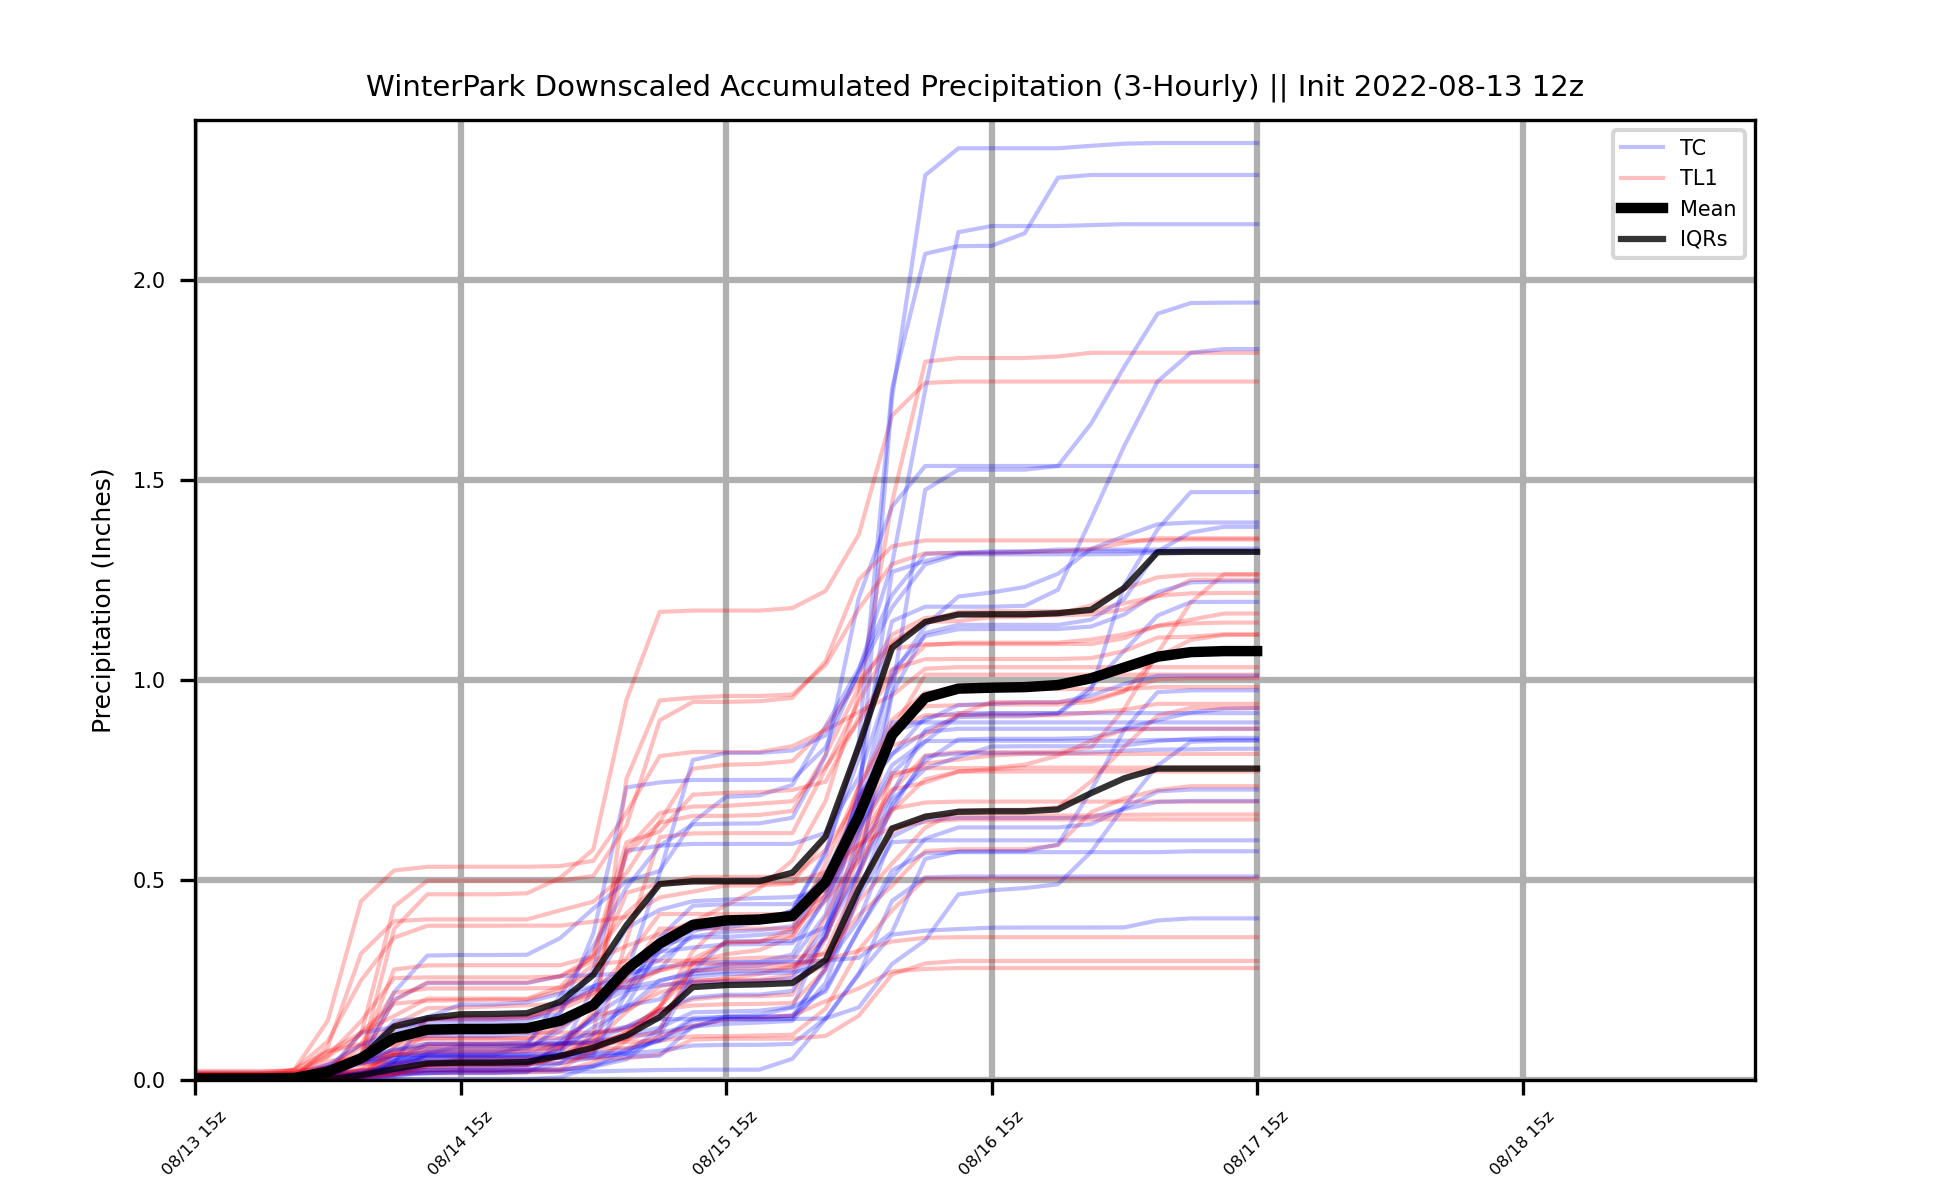 WinterPark Downscaled Accumulated Precipitation (3-Hourly) || Init 2022-08-13 12z
TC
TL1
Mean
IQRs
Precipitation (Inches)
2.0
1.5
1.0
0.5
0.0
08/13 15z
08/14 15z
08/15 15z
08/16 15z
08/17 15z
08/18 15z